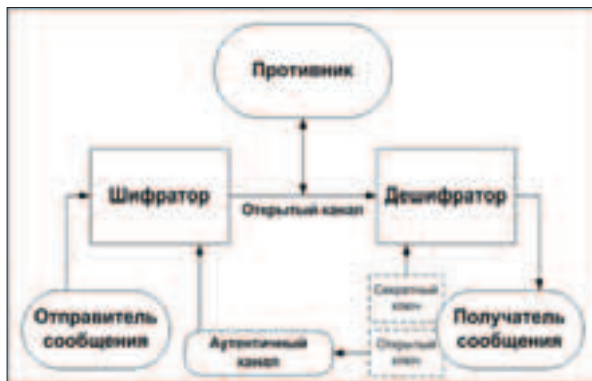 Противник
Шифратор
Открытый канал
Дешифратор
Отправитель
сообщения
Аутентичный
канал
Секретный
ключ
Открытый
ключ
Получатель
сообщения